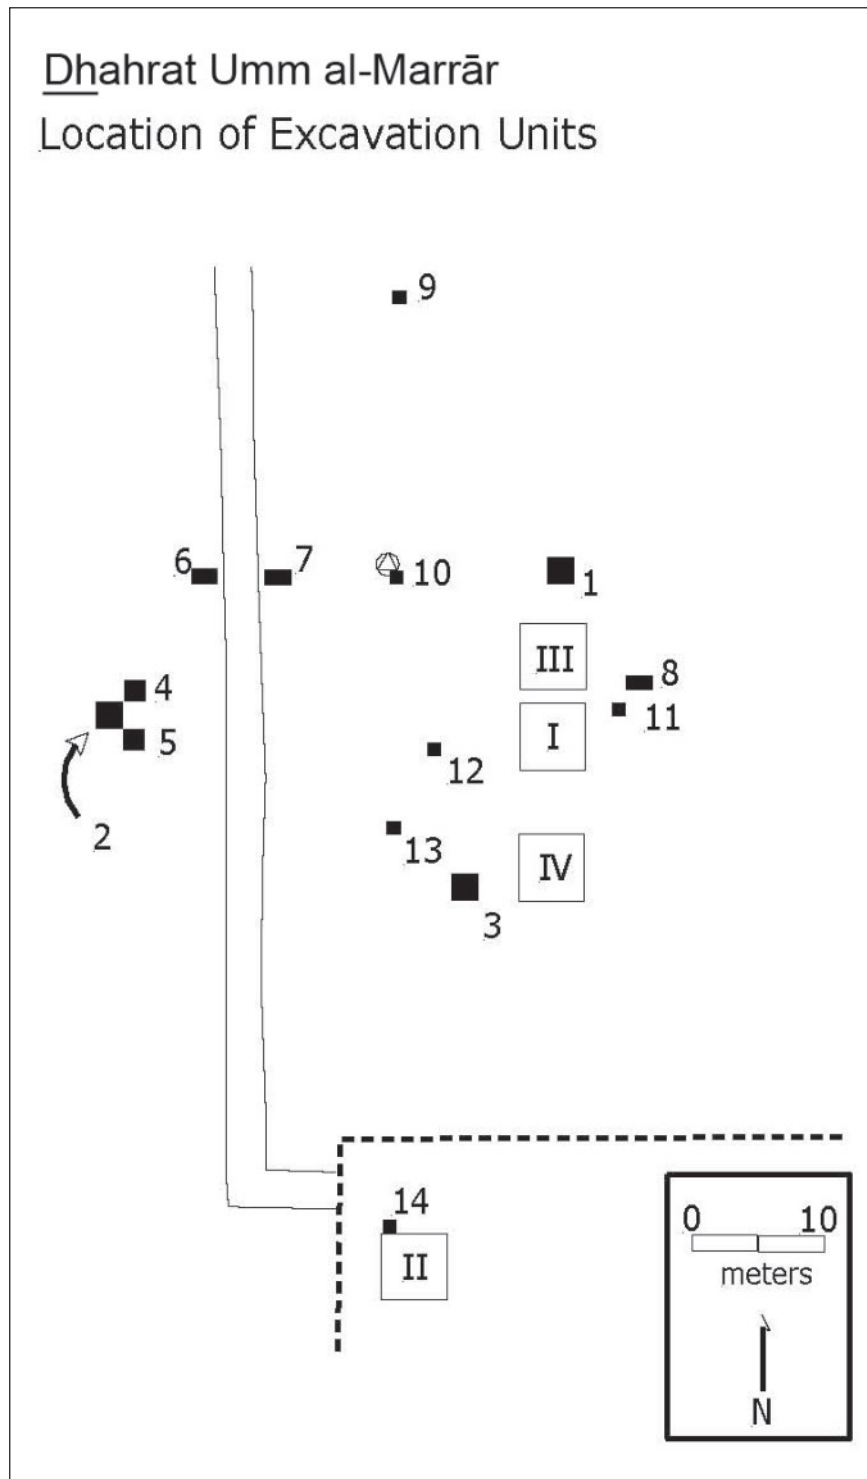 Dhahrat Umm al-Marrār
Location of Excavation Units
9
6
7
10
1
III
8
4
11
I
5
12
2
13
IV
3
14
0 10
II
meters
N